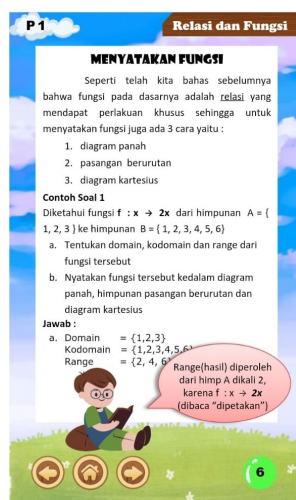 P 1
Relasi dan Fungsi
MENYATAKAN FUNGSI
Seperti telah kita bahas sebelumnya
bahwa fungsi pada dasarnya adalah relasi yang
mendapat perlakuan khusus sehingga untuk
menyatakan fungsi juga ada 3 cara yaitu :
1. diagram panah
2. pasangan berurutan
3. diagram kartesius
Contoh Soal 1
Diketahui fungsi f : x → 2x dari himpunan A = {
1, 2, 3 } ke himpunan B = { 1, 2, 3, 4, 5, 6}
a. Tentukan domain, kodomain dan range dari
fungsi tersebut
b. Nyatakan fungsi tersebut kedalam diagram
panah, himpunan pasangan berurutan dan
diagram kartesius
Jawab :
a. Domain = {1,2,3}
Kodomain = {1,2,3,4,5,6}
Range = {2, 4, 6
Range(hasil) diperoleh
dari himp A dikali 2,
karena f : x → 2x
(dibaca “dipetakan”)
6